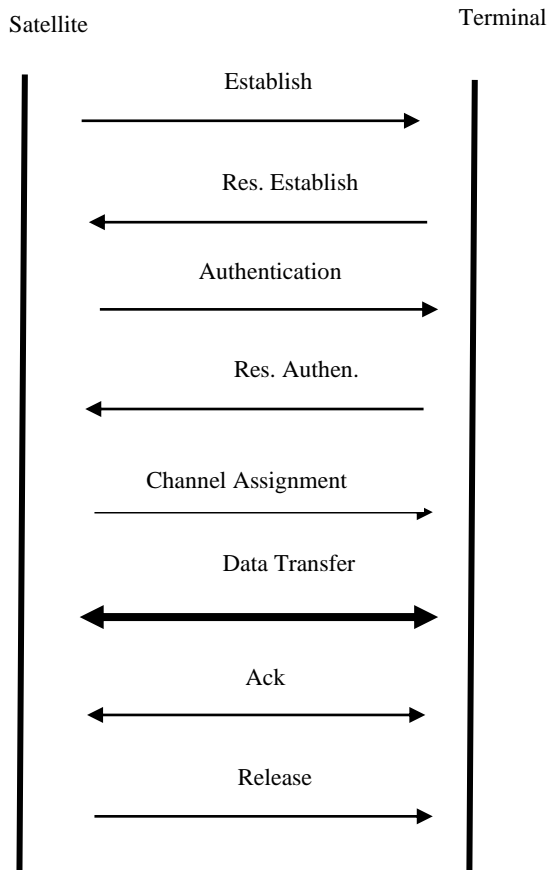 Satellite
Terminal
Establish
Res. Establish
Authentication
Res. Authen.
Channel Assignment
Data Transfer
Ack
Release